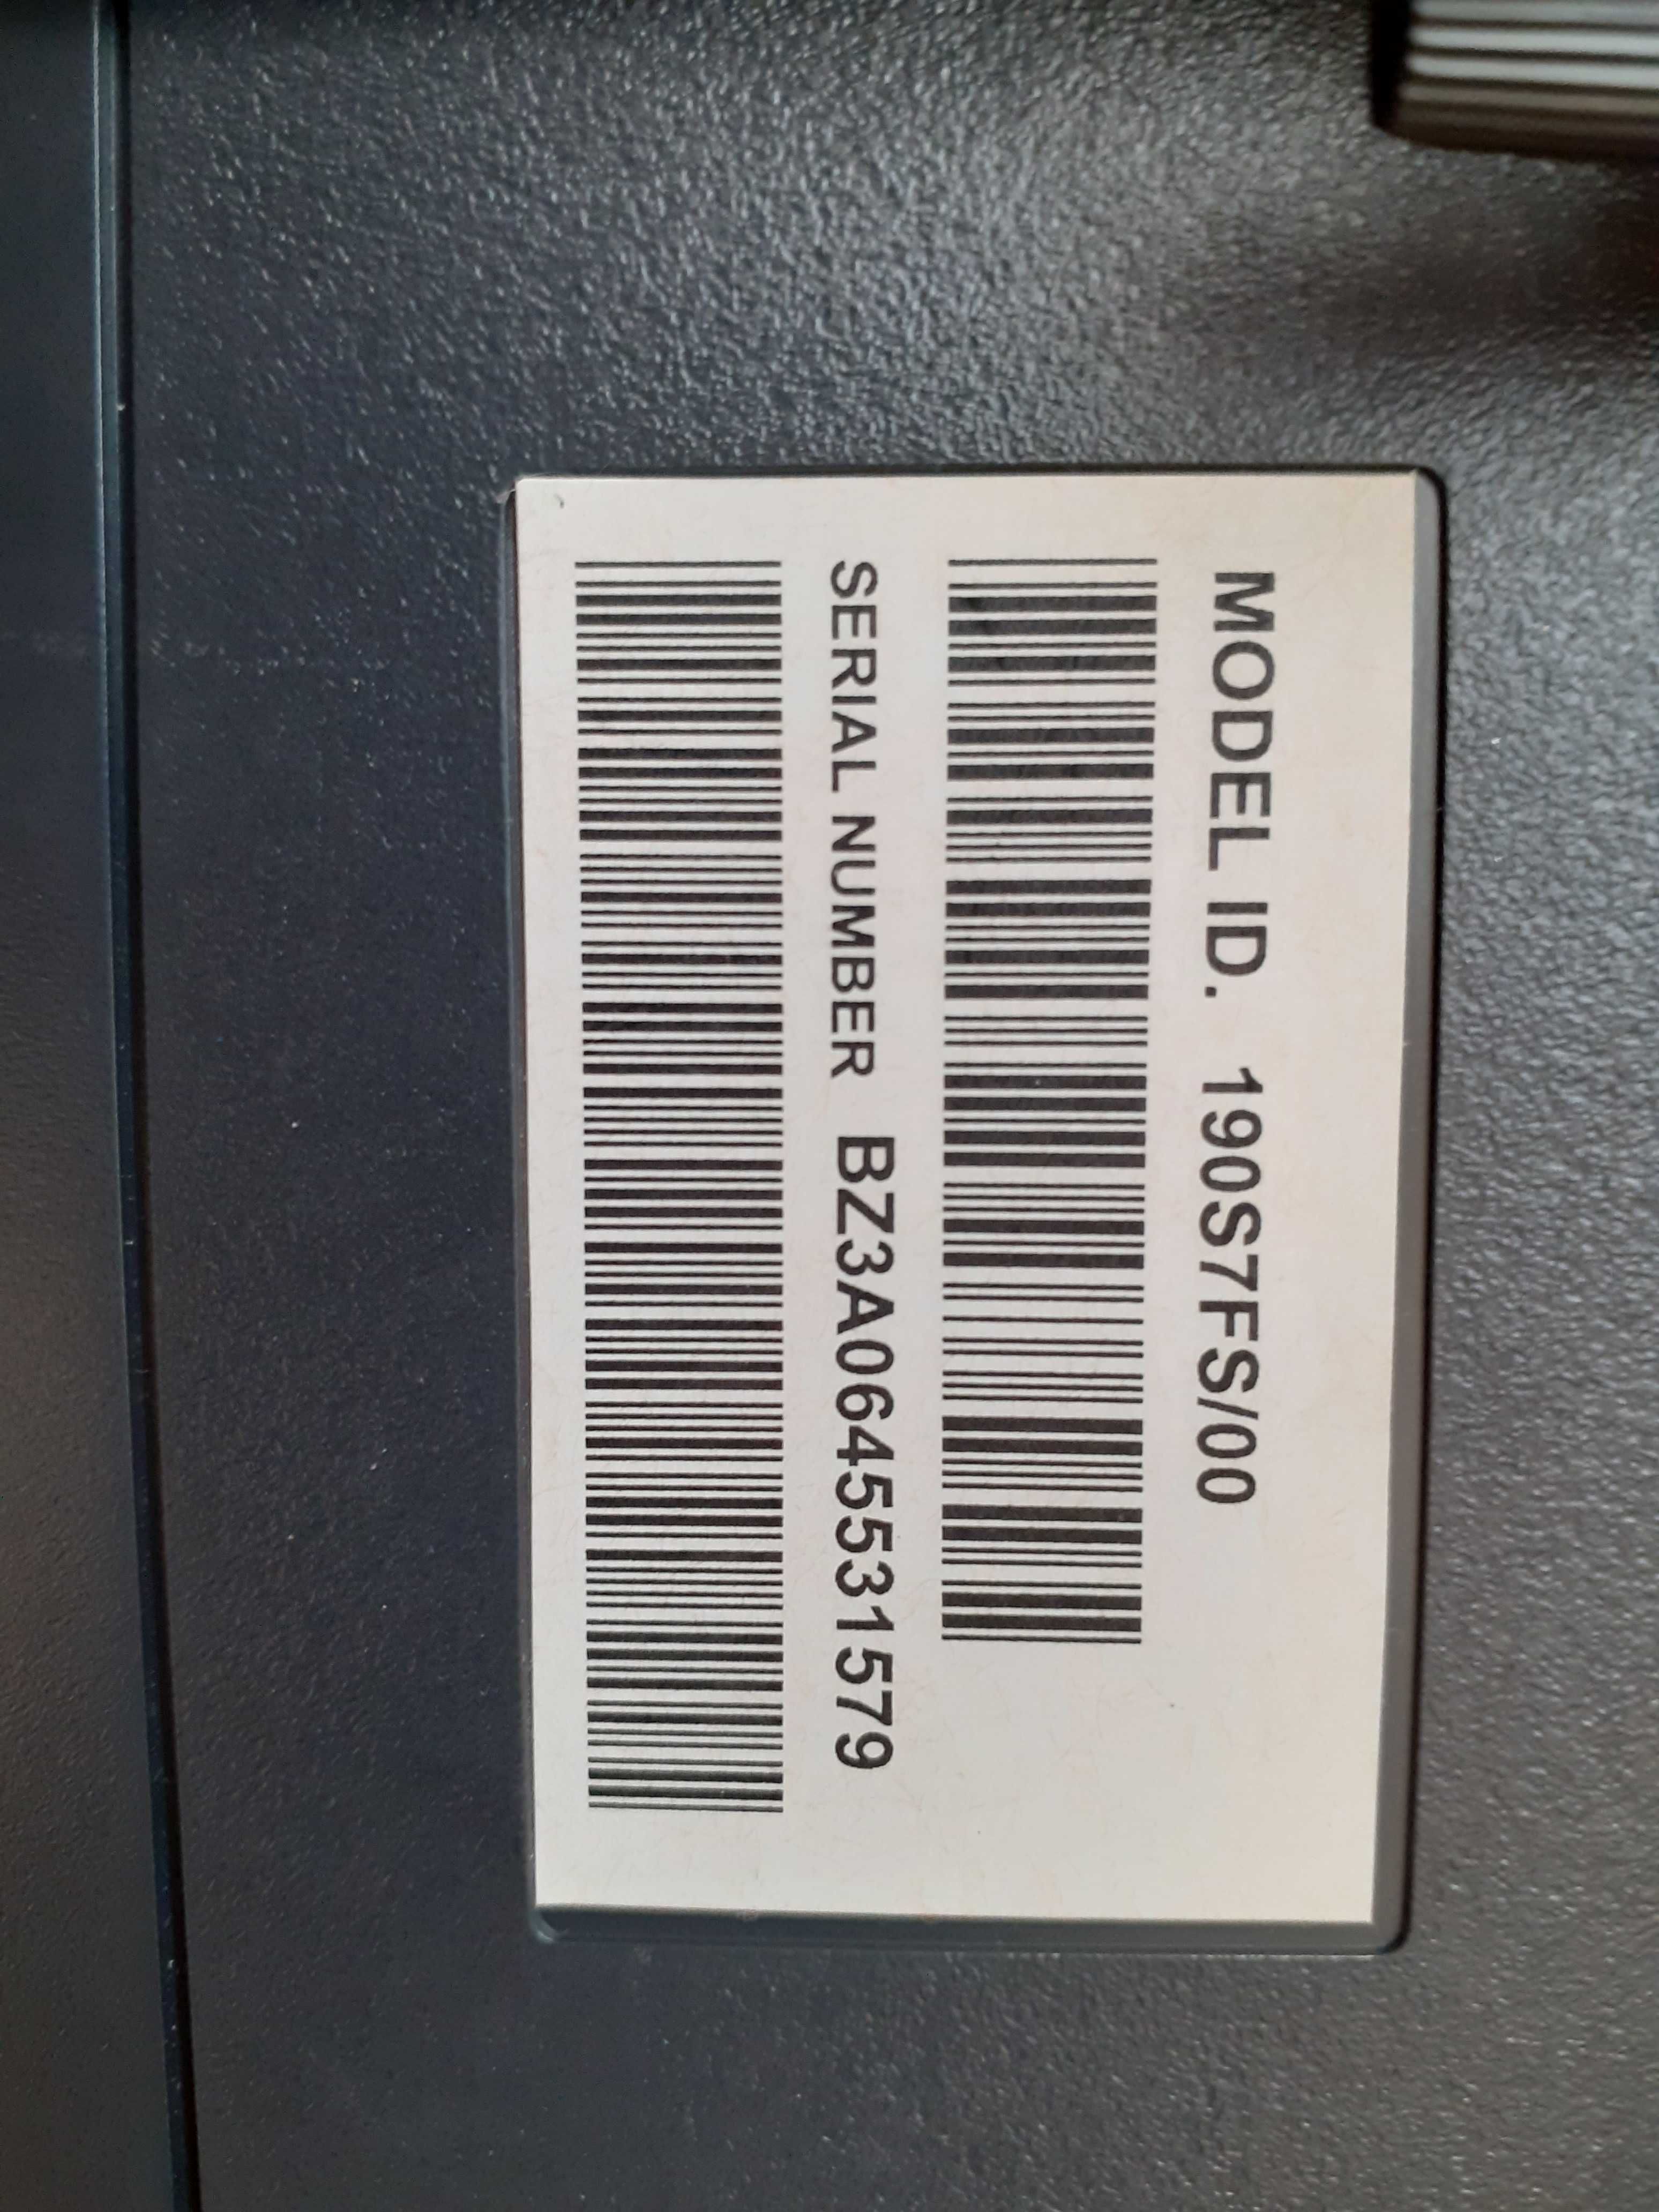 MODEL ID. 190S7FS/00
SERIAL NUMBER BZ3A0645531579